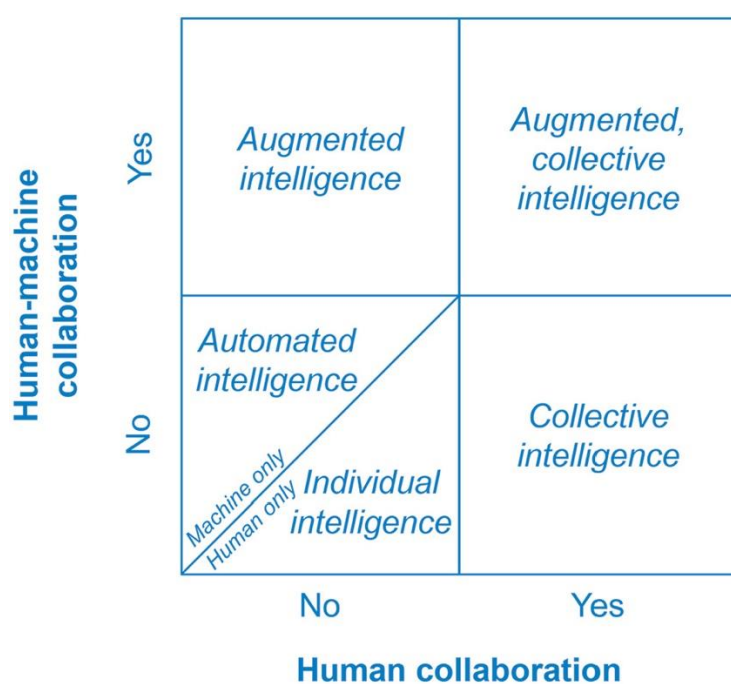 Human-machine
collaboration
Yes
No
Augmented
intelligence
Augmented,
collective
intelligence
Automated
intelligence
Machine only
Human only
Individual
intelligence
Collective
intelligence
No
Yes
Human collaboration